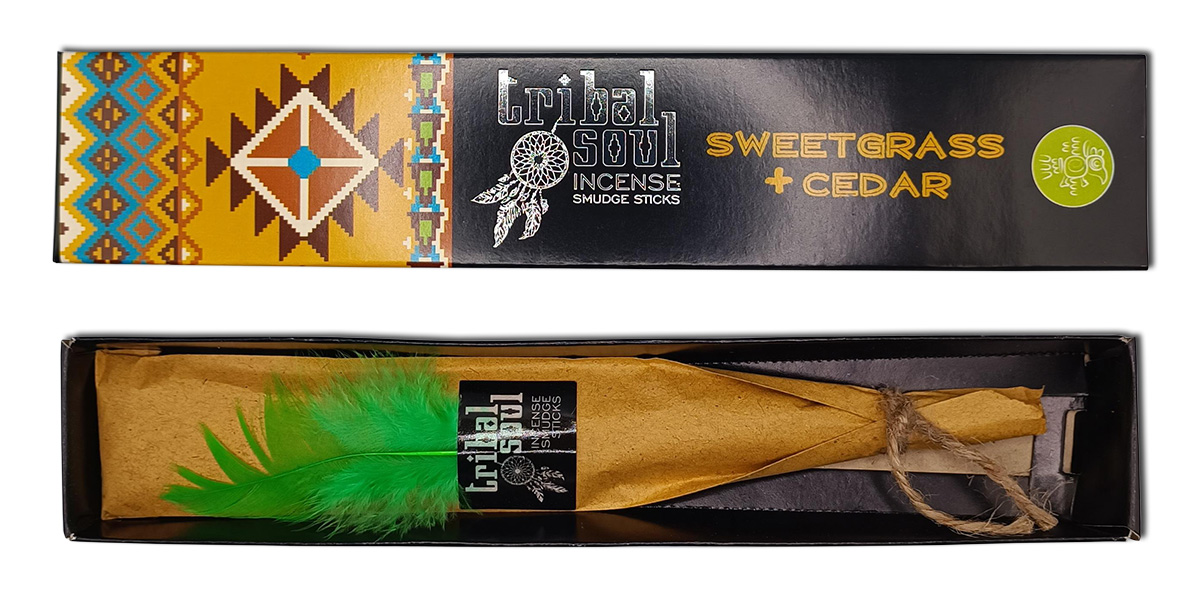 tribal
soul
INCENSE
SMUDGE STICKS
SWEETGRASS
+ CEDAR
tribal
soul
INCENSE
SMUDGE
STICKS